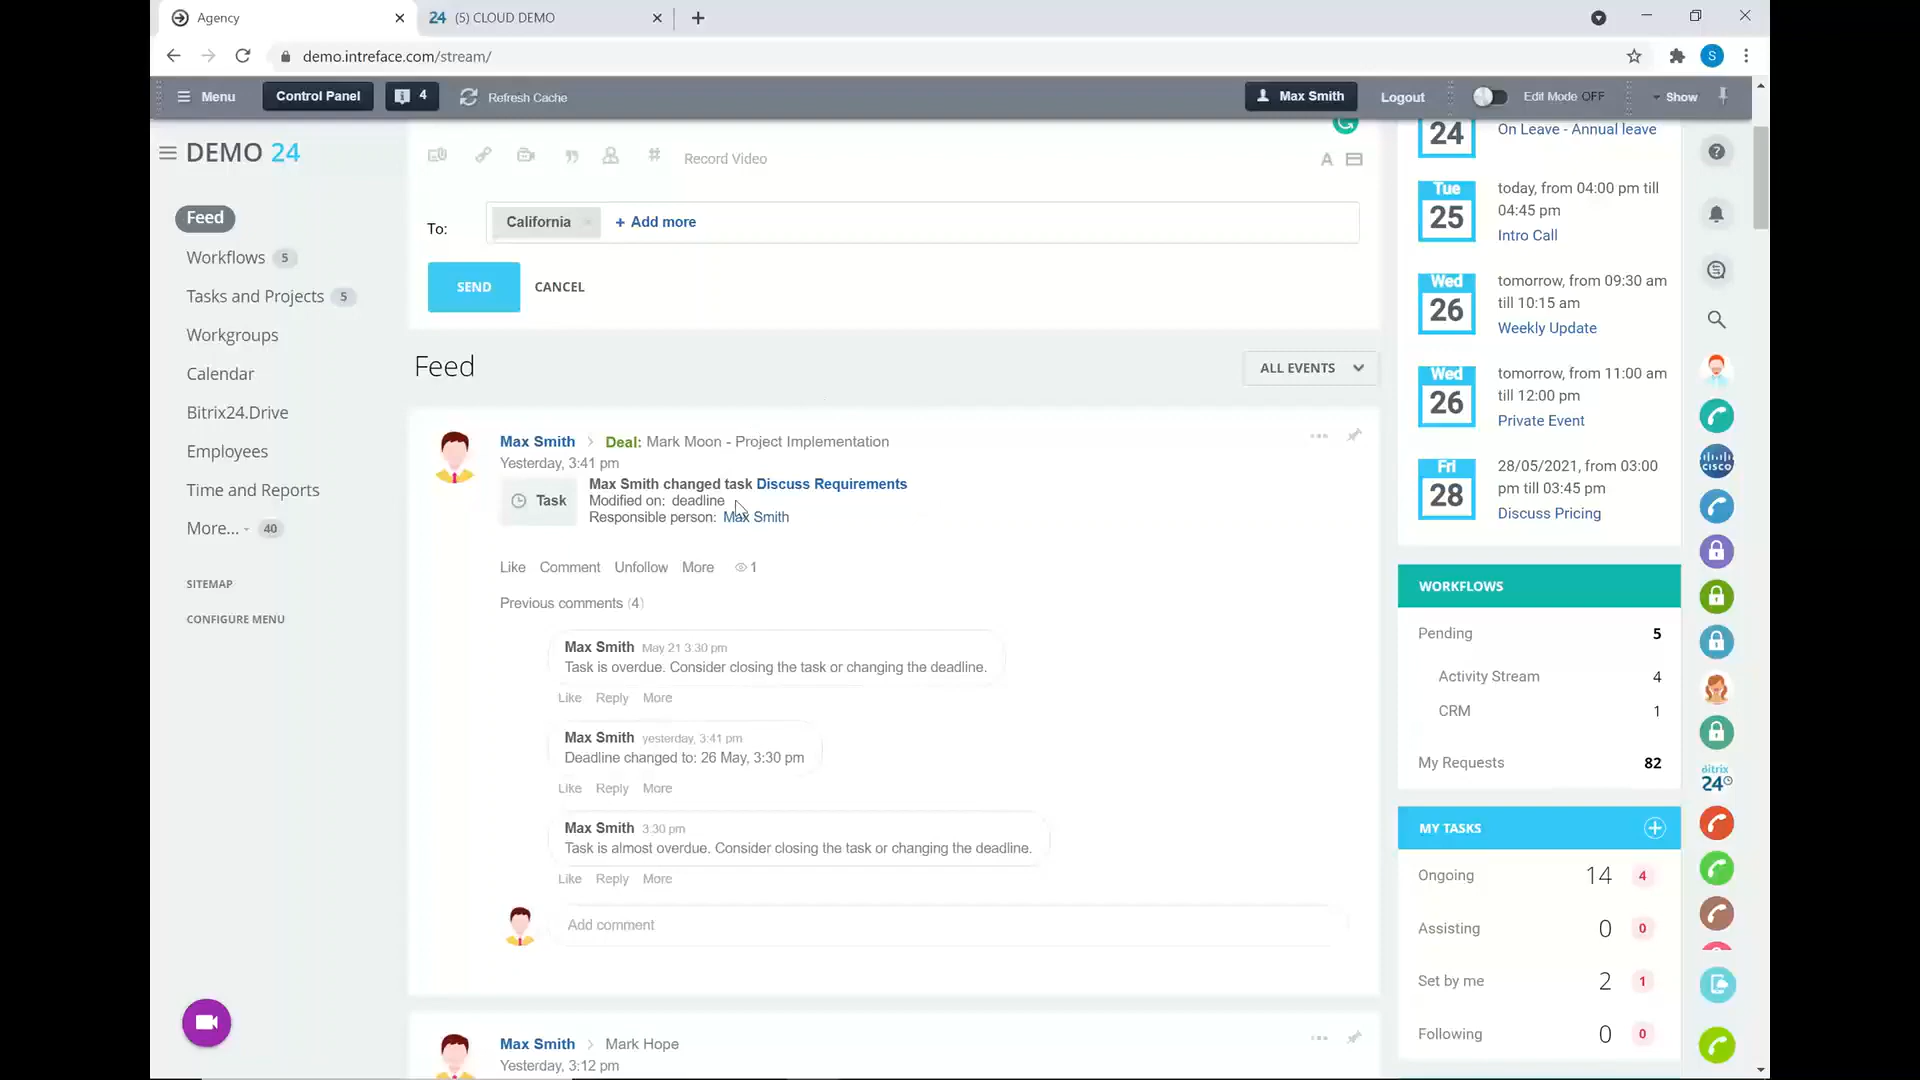 Agency
24 (5) CLOUD DEMO
demo.intreface.com/stream/
S
Menu
Control Panel
4
Refresh Cache
Max Smith
Logout
Edit Mode OFF
Show
DEMO 24
Feed
Workflows 5
Tasks and Projects 5
Workgroups
Calendar
Bitrix24.Drive
Employees
Time and Reports
More... 40
SITEMAP
CONFIGURE MENU
Record Video
A
To:
California
+ Add more
SEND
CANCEL
Feed
ALL EVENTS
Max Smith > Deal: Mark Moon - Project Implementation
Yesterday, 3:41 pm
Task
Max Smith changed task Discuss Requirements
Modified on: deadline
Responsible person: Max Smith
Like Comment Unfollow More 1
Previous comments (4)
Max Smith May 21 3:30 pm
Task is overdue. Consider closing the task or changing the deadline.
Like Reply More
Max Smith yesterday, 3:41 pm
Deadline changed to: 26 May, 3:30 pm
Like Reply More
Max Smith 3:30 pm
Task is almost overdue. Consider closing the task or changing the deadline.
Like Reply More
Add comment
Max Smith > Mark Hope
Yesterday, 3:12 pm
24
On Leave - Annual leave
Tue
25
today, from 04:00 pm till
04:45 pm
Intro Call
Wed
26
tomorrow, from 09:30 am
till 10:15 am
Weekly Update
Wed
26
tomorrow, from 11:00 am
till 12:00 pm
Private Event
Fri
28
28/05/2021, from 03:00
pm till 03:45 pm
Discuss Pricing
WORKFLOWS
Pending 5
Activity Stream 4
CRM 1
My Requests 82
MY TASKS
Ongoing 14 4
Assisting 0 0
Set by me 2 1
Following 0 0
CISCO
bitrix
24